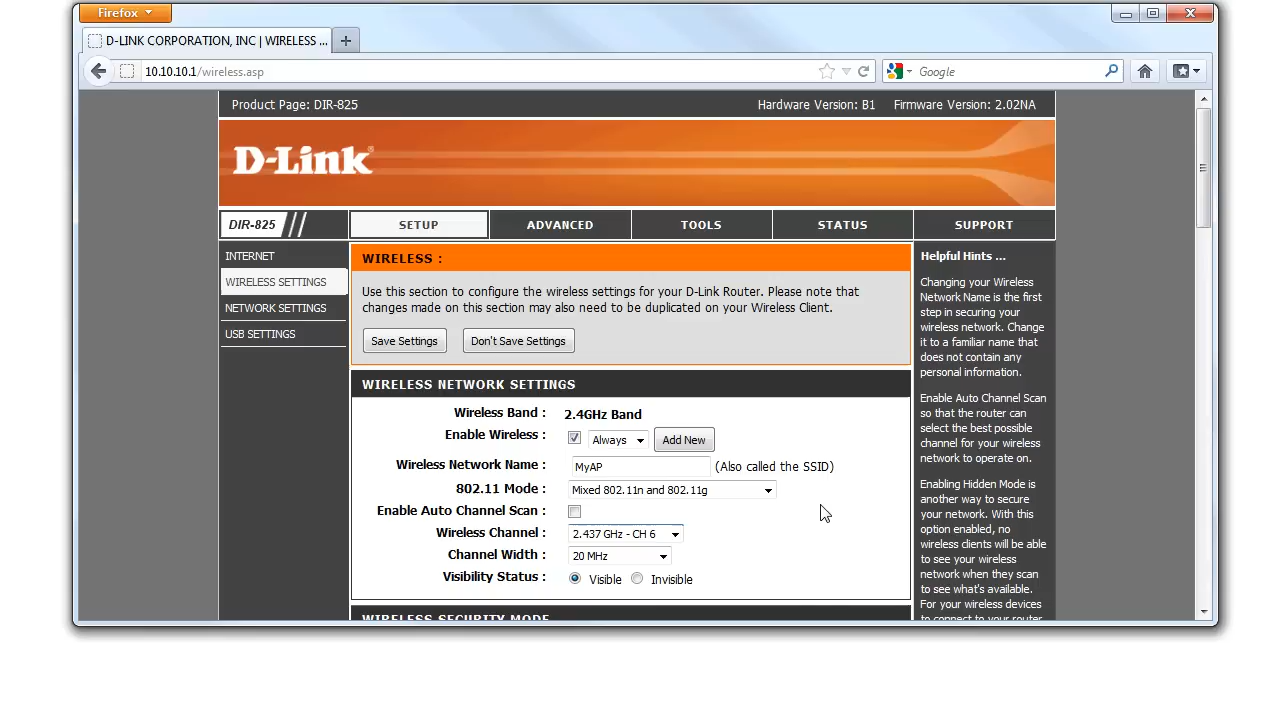 Firefox
D-LINK CORPORATION, INC | WIRELESS ...
10.10.10.1/wireless.asp
Google
Product Page: DIR-825
Hardware Version: B1
Firmware Version: 2.02NA
D-Link®
DIR-825
SETUP
ADVANCED
TOOLS
STATUS
SUPPORT
INTERNET
WIRELESS SETTINGS
NETWORK SETTINGS
USB SETTINGS
WIRELESS :
Use this section to configure the wireless settings for your D-Link Router. Please note that
changes made on this section may also need to be duplicated on your Wireless Client.
Save Settings
Don't Save Settings
WIRELESS NETWORK SETTINGS
Wireless Band : 2.4GHz Band
Enable Wireless : Always Add New
Wireless Network Name : MyAP (Also called the SSID)
802.11 Mode : Mixed 802.11n and 802.11g
Enable Auto Channel Scan :
Wireless Channel : 2.437 GHz - CH 6
Channel Width : 20 MHz
Visibility Status : Visible Invisible
WIRELESS SECURITY MODE
Helpful Hints ...
Changing your Wireless
Network Name is the first
step in securing your
wireless network. Change
it to a familiar name that
does not contain any
personal information.
Enable Auto Channel Scan
so that the router can
select the best possible
channel for your wireless
network to operate on.
Enabling Hidden Mode is
another way to secure
your network. With this
option enabled, no
wireless clients will be able
to see your wireless
network when they scan
to see what's available.
For your wireless devices
to connect to your router